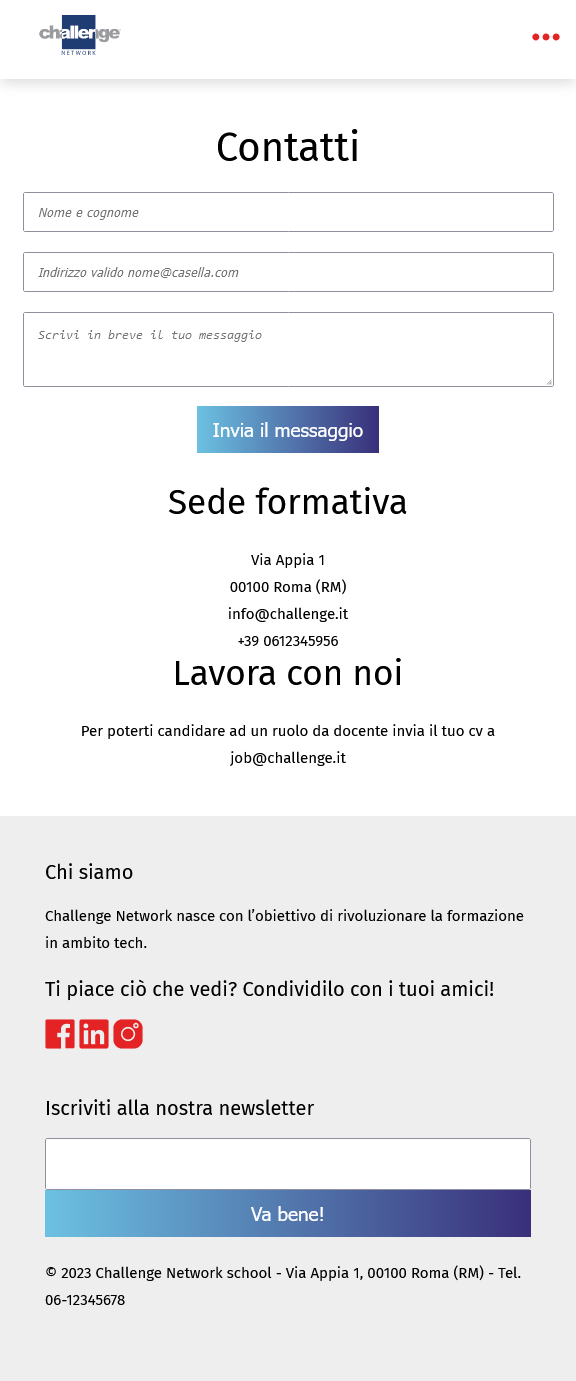 challenge
NETWORK
Contatti
Nome e cognome
Indirizzo valido nome@casella.com
Scrivi in breve il tuo messaggio
Invia il messaggio
Sede formativa
Via Appia 1
00100 Roma (RM)
info@challenge.it
+39 0612345956
Lavora con noi
Per poterti candidare ad un ruolo da docente invia il tuo cv a
job@challenge.it
Chi siamo
Challenge Network nasce con l’obiettivo di rivoluzionare la formazione
in ambito tech.
Ti piace ciò che vedi? Condividilo con i tuoi amici!
Iscriviti alla nostra newsletter
Va bene!
© 2023 Challenge Network school - Via Appia 1, 00100 Roma (RM) - Tel.
06-12345678